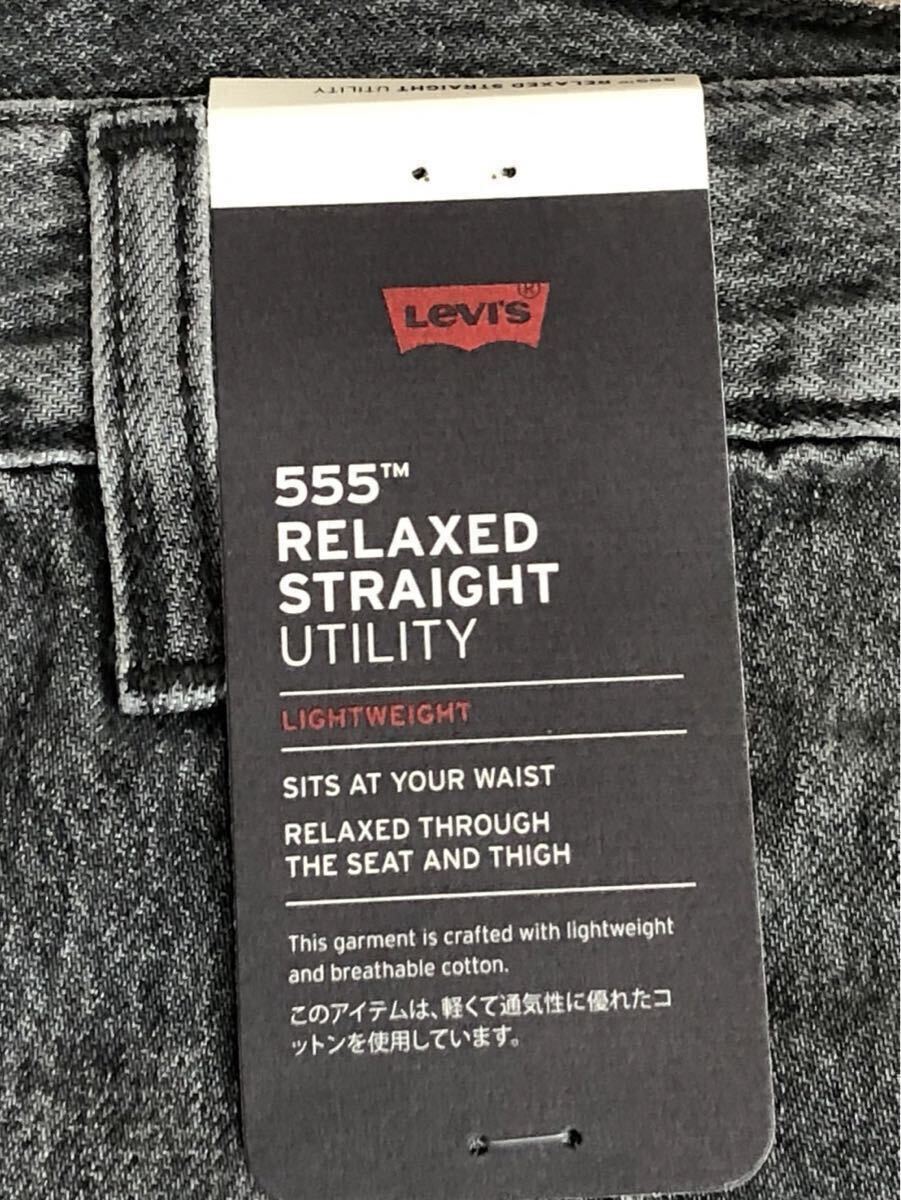 555™ RELAXED STRAIGHT UTILITY
Levi's®
555™
RELAXED
STRAIGHT
UTILITY
LIGHTWEIGHT
SITS AT YOUR WAIST
RELAXED THROUGH
THE SEAT AND THIGH
This garment is crafted with lightweight
and breathable cotton.
このアイテムは、軽くて通気性に優れたコ
ットンを使用しています。